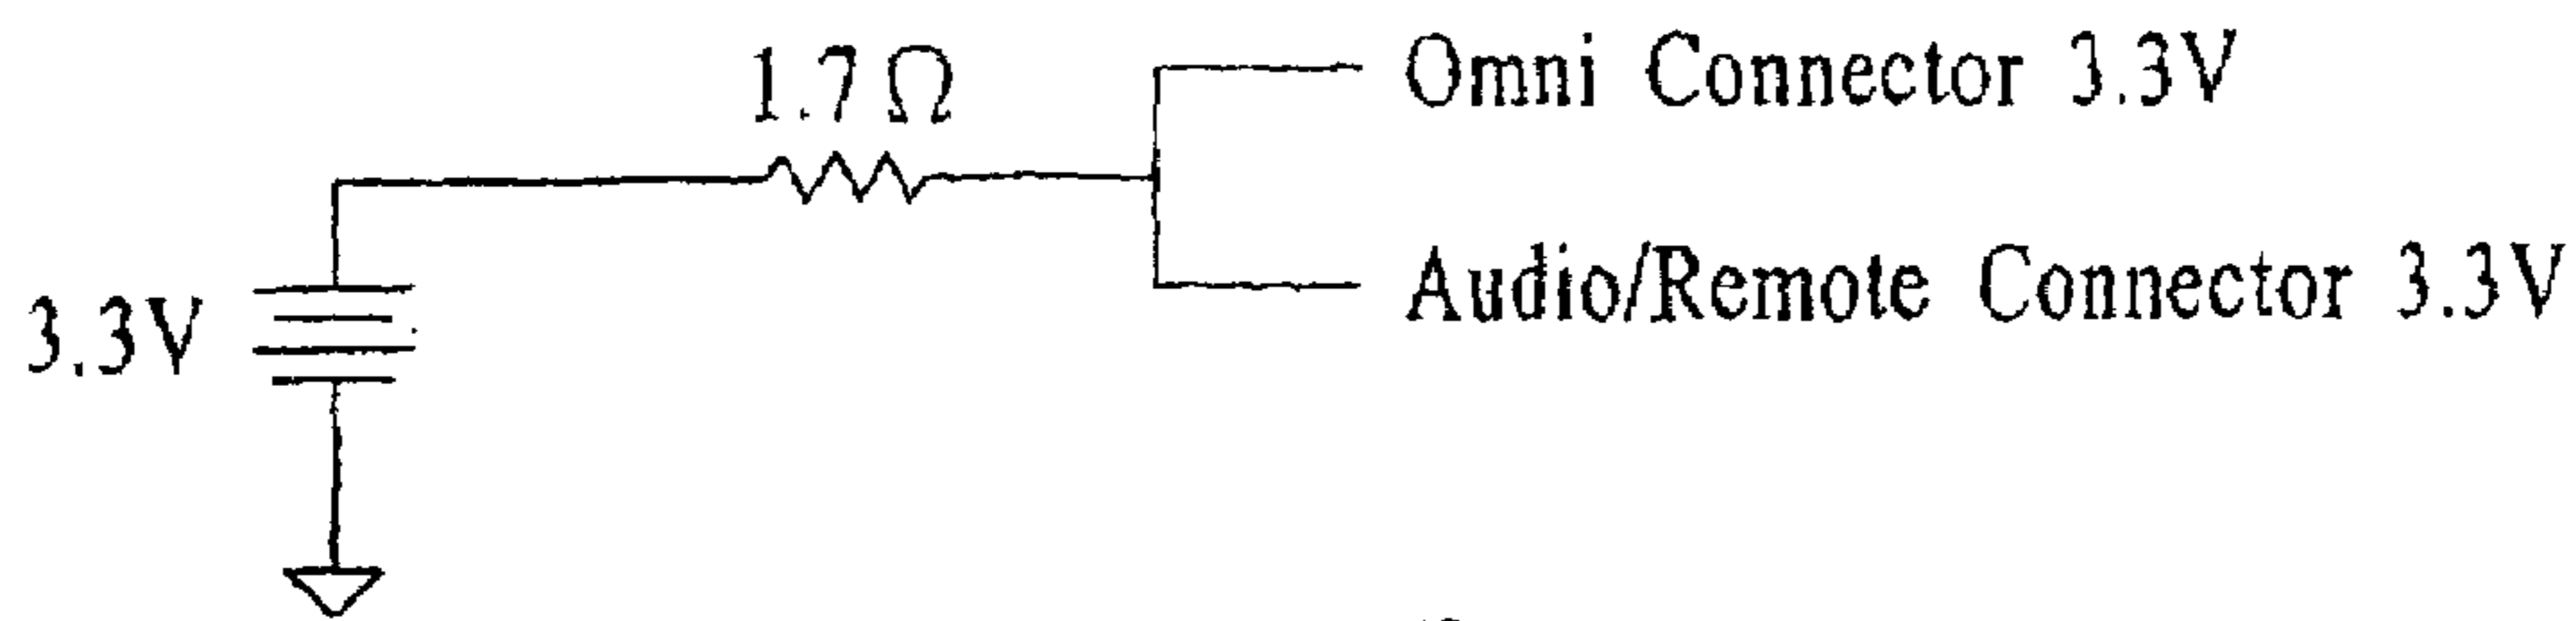 1.7 Ω
Omni Connector 3.3V
3.3V
Audio/Remote Connector 3.3V